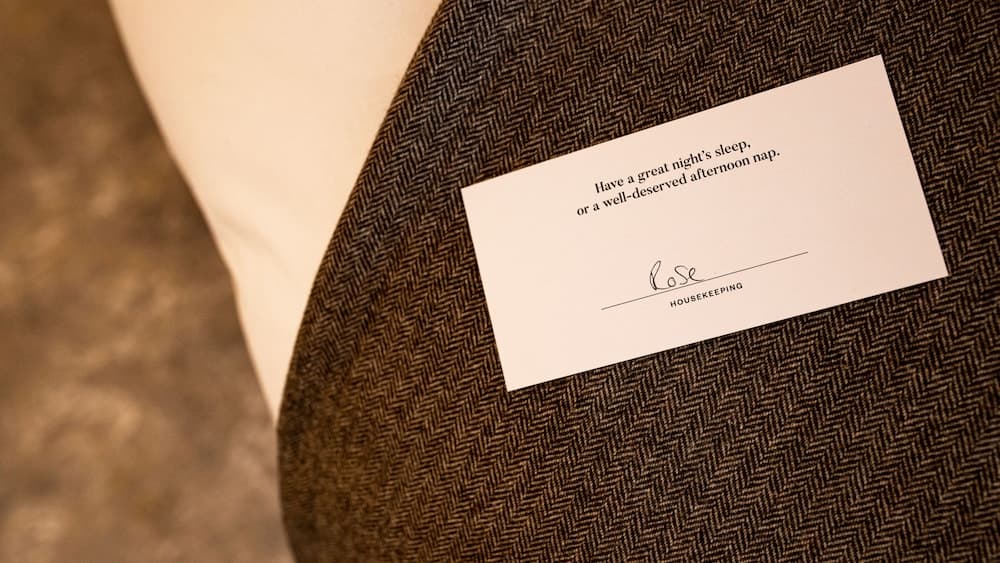 Have a great night's sleep,
or a well-deserved afternoon nap.
Rose
HOUSEKEEPING